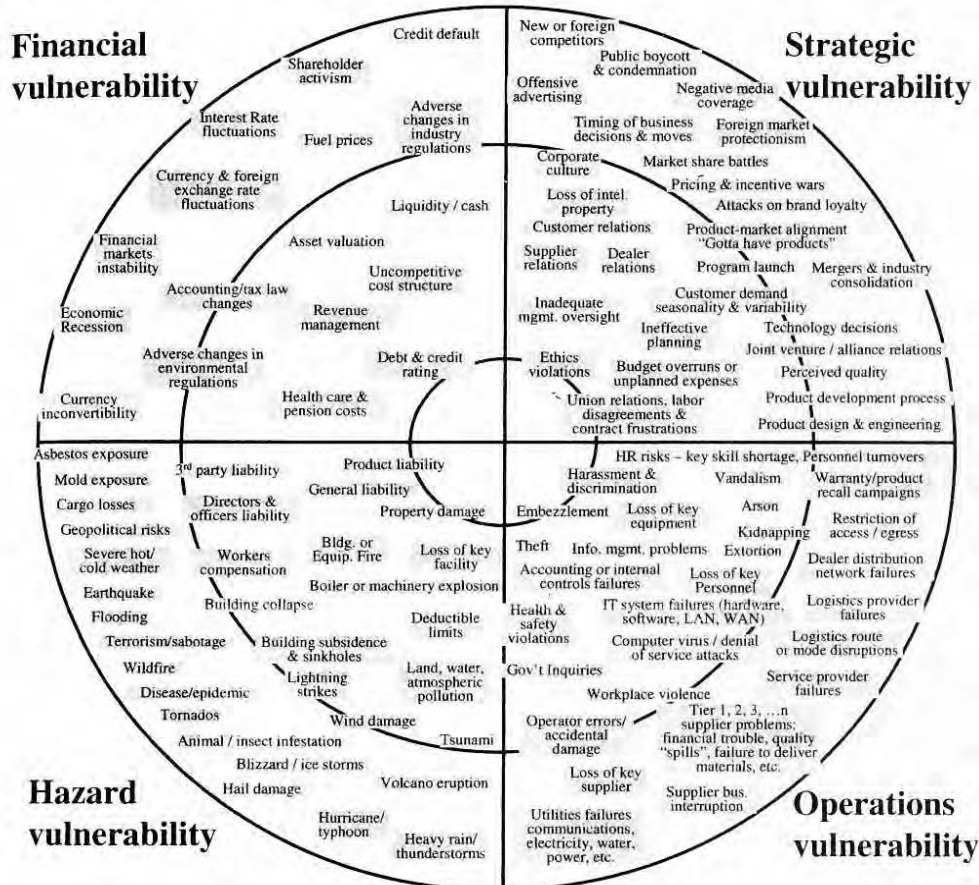 Financial
vulnerability
Credit default
Shareholder
activism
Interest Rate
fluctuations
Fuel prices
Adverse
changes in
industry
regulations
Currency & foreign
exchange rate
fluctuations
Liquidity / cash
Asset valuation
Financial
markets
instability
Uncompetitive
cost structure
Accounting/tax law
changes
Revenue
management
Economic
Recession
Adverse changes in
environmental
regulations
Debt & credit
rating
Health care &
pension costs
Currency
inconvertibility
Strategic
vulnerability
New or foreign
competitors
Public boycott
& condemnation
Offensive
advertising
Negative media
coverage
Timing of business
decisions & moves
Foreign market
protectionism
Corporate
culture
Market share battles
Pricing & incentive wars
Loss of intel.
property
Attacks on brand loyalty
Customer relations
Product-market alignment
"Gotta have products"
Supplier
relations
Dealer
relations
Program launch
Mergers & industry
consolidation
Inadequate
mgmt. oversight
Customer demand
seasonality & variability
Ineffective
planning
Technology decisions
Joint venture / alliance relations
Ethics
violations
Budget overruns or
unplanned expenses
Perceived quality
Union relations, labor
disagreements &
contract frustrations
Product development process
Product design & engineering
Asbestos exposure
3rd party liability
Product liability
Mold exposure
General liability
Cargo losses
Directors &
officers liability
Property damage
Geopolitical risks
Severe hot/
cold weather
Workers
compensation
Bldg. or
Equip. Fire
Loss of key
facility
Boiler or machinery explosion
Earthquake
Building collapse
Flooding
Deductible
limits
Terrorism/sabotage
Building subsidence
& sinkholes
Wildfire
Lightning
strikes
Land, water,
atmospheric
pollution
Disease/epidemic
Tornados
Wind damage
Tsunami
Animal / insect infestation
Blizzard / ice storms
Hail damage
Volcano eruption
Hurricane/
typhoon
Heavy rain/
thunderstorms
Hazard
vulnerability
HR risks – key skill shortage, Personnel turnovers
Harassment &
discrimination
Vandalism
Warranty/product
recall campaigns
Embezzlement
Loss of key
equipment
Arson
Kidnapping
Restriction of
access / egress
Theft
Info. mgmt. problems
Extortion
Accounting or internal
controls failures
Loss of key
Personnel
Dealer distribution
network failures
Health &
safety
violations
IT system failures (hardware,
software, LAN, WAN)
Logistics provider
failures
Computer virus / denial
of service attacks
Logistics route
or mode disruptions
Gov't Inquiries
Service provider
failures
Workplace violence
Operator errors/
accidental
damage
Tier 1, 2, 3, …n
supplier problems:
financial trouble, quality
"spills", failure to deliver
materials, etc.
Loss of key
supplier
Supplier bus.
interruption
Utilities failures
communications,
electricity, water,
power, etc.
Operations
vulnerability